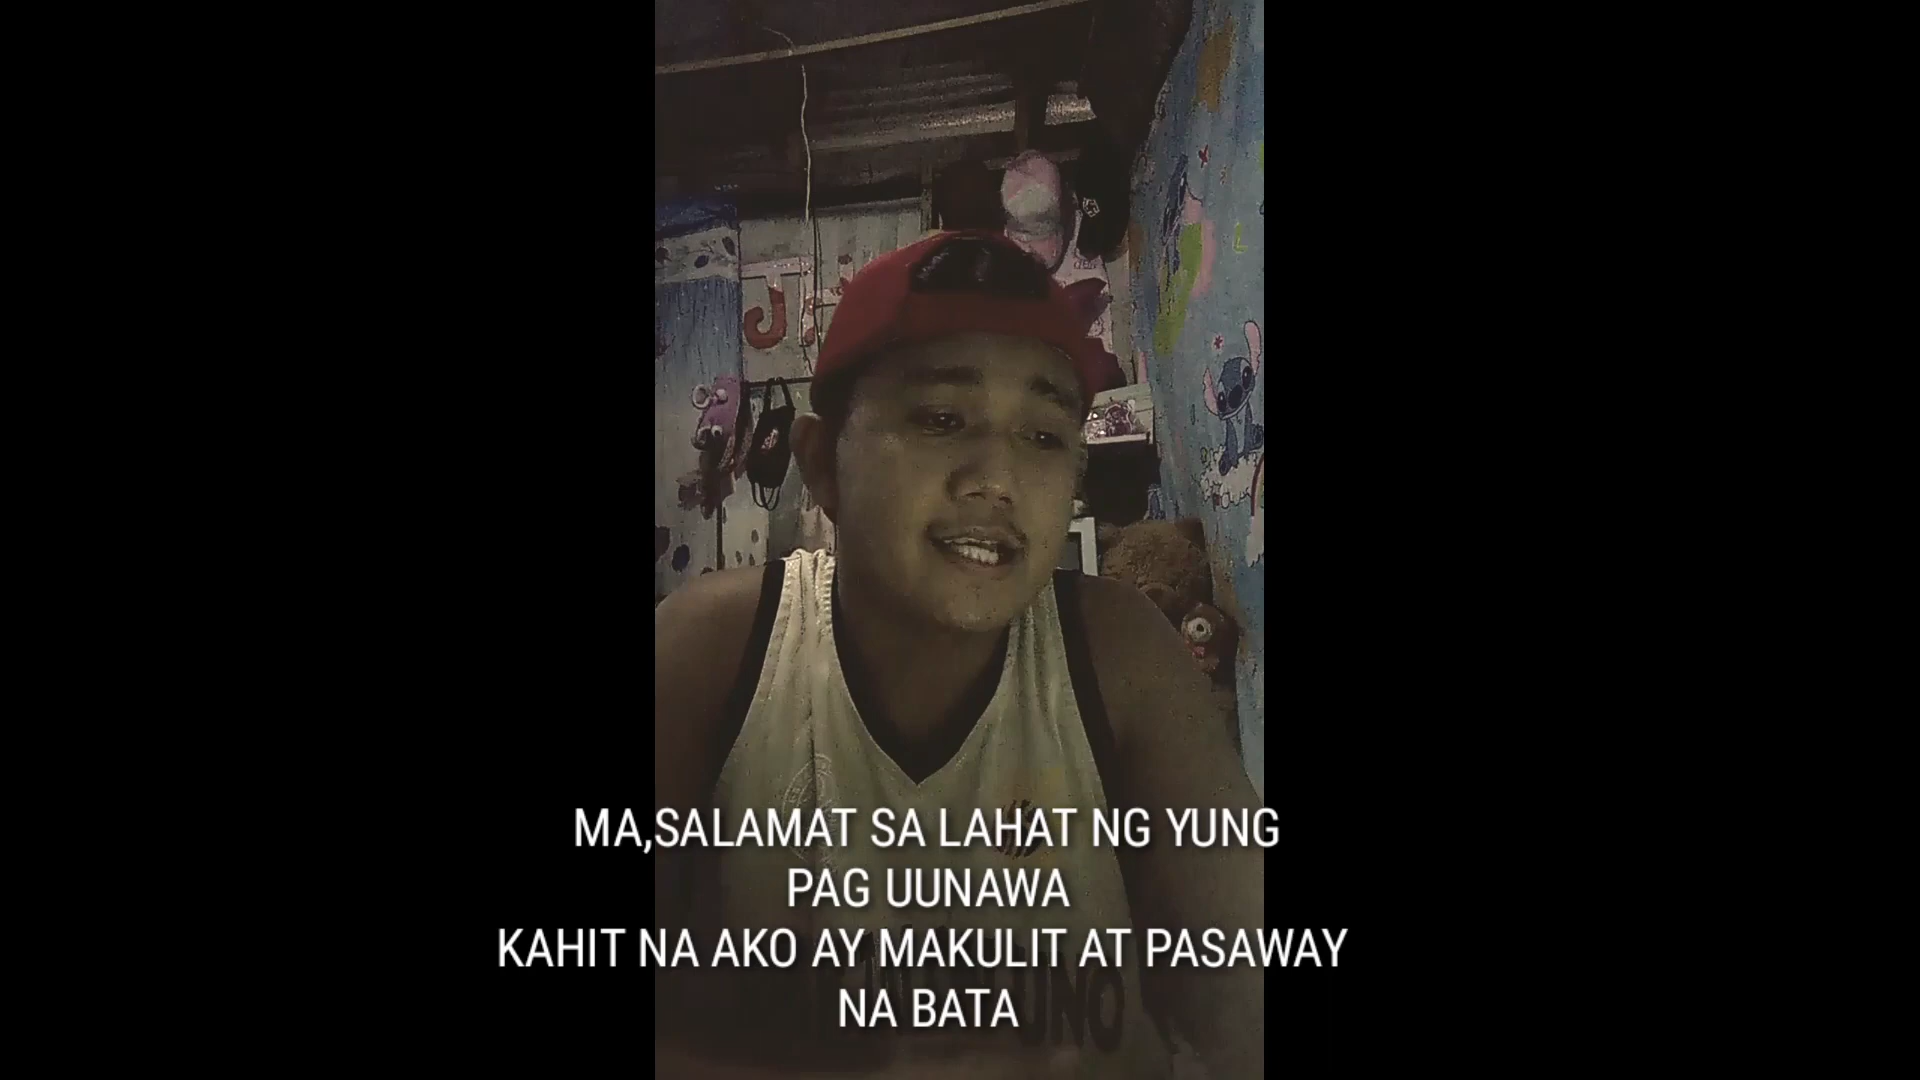 MA,SALAMAT SA LAHAT NG YUNG
PAG UUNAWA
KAHIT NA AKO AY MAKULIT AT PASAWAY
NA BATA